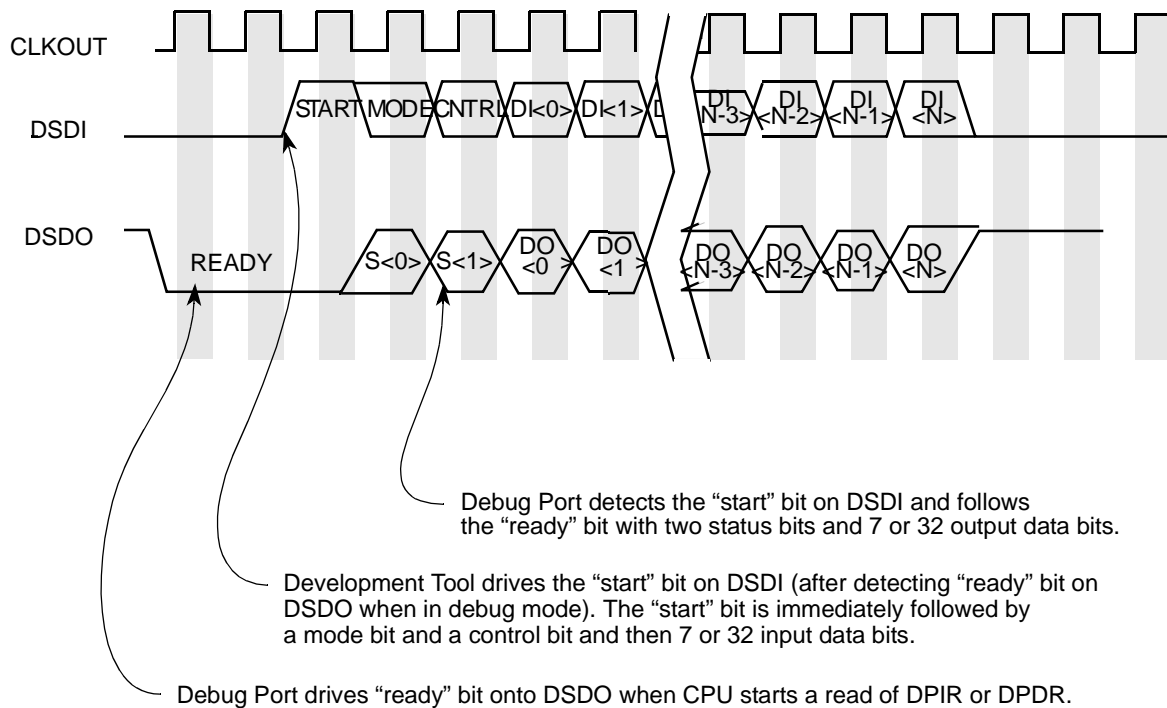 CLKOUT
DSDI
START MODE CNTRL DI<0> DI<1> DI
N-3> DI
<N-2> DI
<N-1> DI
<N>
DSDO
READY
S<0> S<1> DO
<0 > DO
<1 > DO
<N-3> DO
<N-2> DO
<N-1> DO
<N>
Debug Port detects the “start” bit on DSDI and follows
the “ready” bit with two status bits and 7 or 32 output data bits.
Development Tool drives the “start” bit on DSDI (after detecting “ready” bit on
DSDO when in debug mode). The “start” bit is immediately followed by
a mode bit and a control bit and then 7 or 32 input data bits.
Debug Port drives “ready” bit onto DSDO when CPU starts a read of DPIR or DPDR.